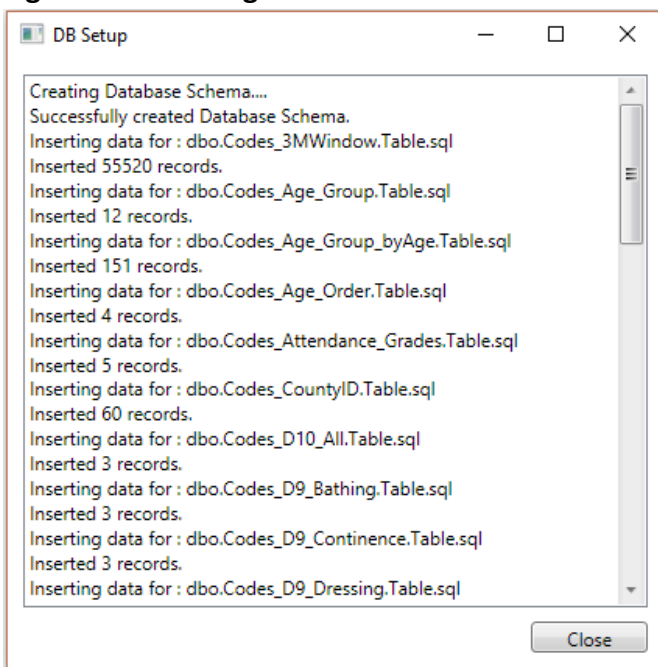 DB Setup
Creating Database Schema....
Successfully created Database Schema.
Inserting data for : dbo.Codes_3MWindow.Table.sql
Inserted 55520 records.
Inserting data for : dbo.Codes_Age_Group.Table.sql
Inserted 12 records.
Inserting data for : dbo.Codes_Age_Group_byAge.Table.sql
Inserted 151 records.
Inserting data for : dbo.Codes_Age_Order.Table.sql
Inserted 4 records.
Inserting data for : dbo.Codes_Attendance_Grades.Table.sql
Inserted 5 records.
Inserting data for : dbo.Codes_CountyID.Table.sql
Inserted 60 records.
Inserting data for : dbo.Codes_D10_All.Table.sql
Inserted 3 records.
Inserting data for : dbo.Codes_D9_Bathing.Table.sql
Inserted 3 records.
Inserting data for : dbo.Codes_D9_Continence.Table.sql
Inserted 3 records.
Inserting data for : dbo.Codes_D9_Dressing.Table.sql
Close